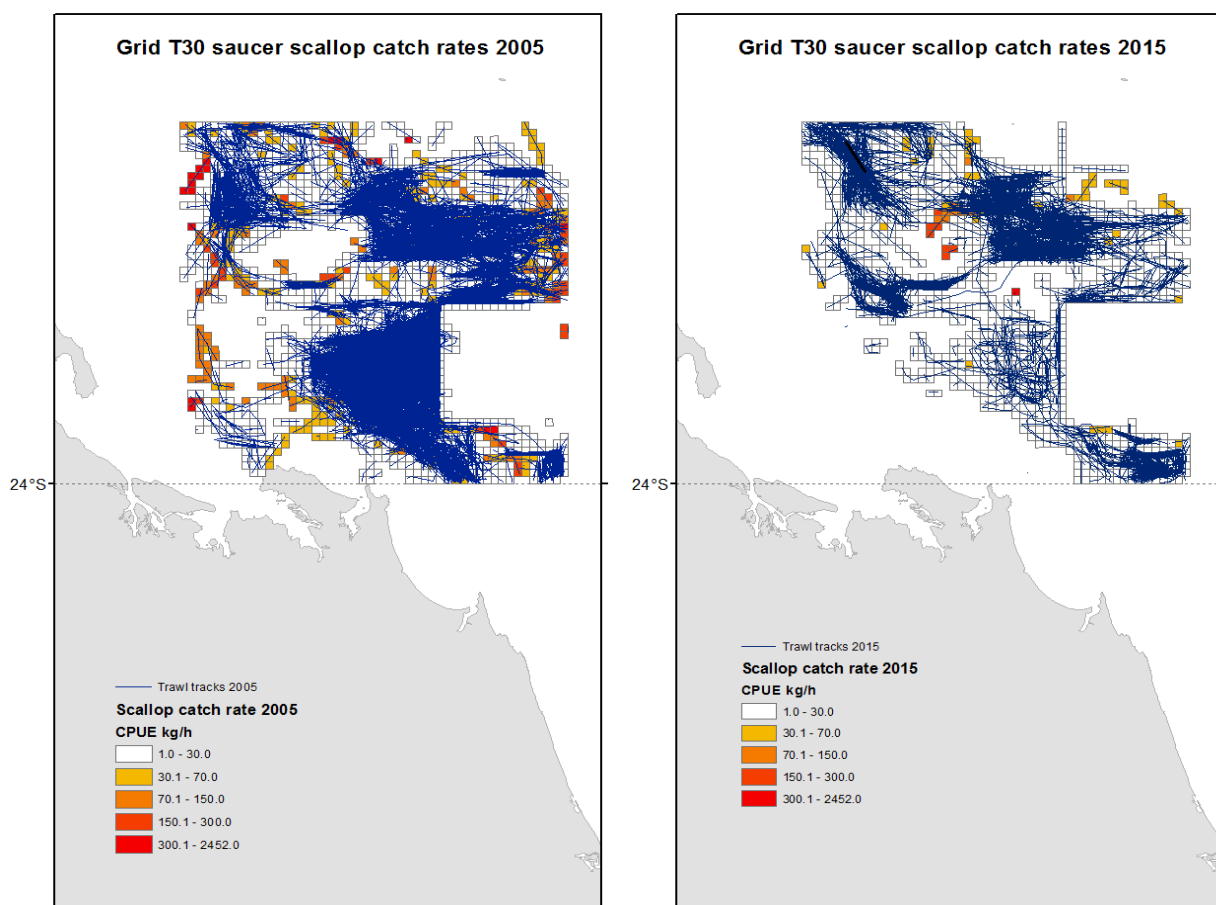 Grid T30 saucer scallop catch rates 2005
24°S
Trawl tracks 2005
Scallop catch rate 2005
CPUE kg/h
1.0 - 30.0
30.1 - 70.0
70.1 - 150.0
150.1 - 300.0
300.1 - 2452.0
Grid T30 saucer scallop catch rates 2015
24°S
Trawl tracks 2015
Scallop catch rate 2015
CPUE kg/h
1.0 - 30.0
30.1 - 70.0
70.1 - 150.0
150.1 - 300.0
300.1 - 2452.0